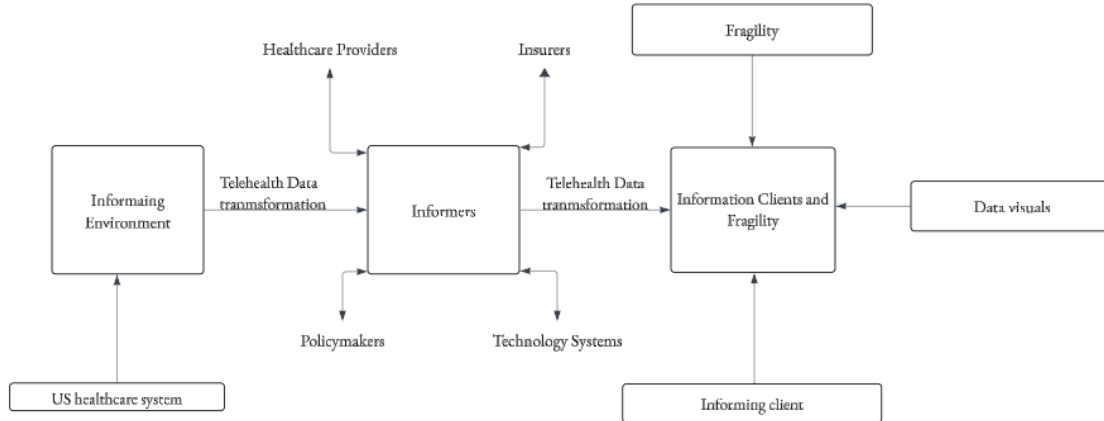 Fragility
Healthcare Providers
Insurers
Informaing
Environment
Telehealth Data
tranmsformation
Informers
Telehealth Data
tranmsformation
Information Clients and
Fragility
Data visuals
Policymakers
Technology Systems
US healthcare system
Informing client